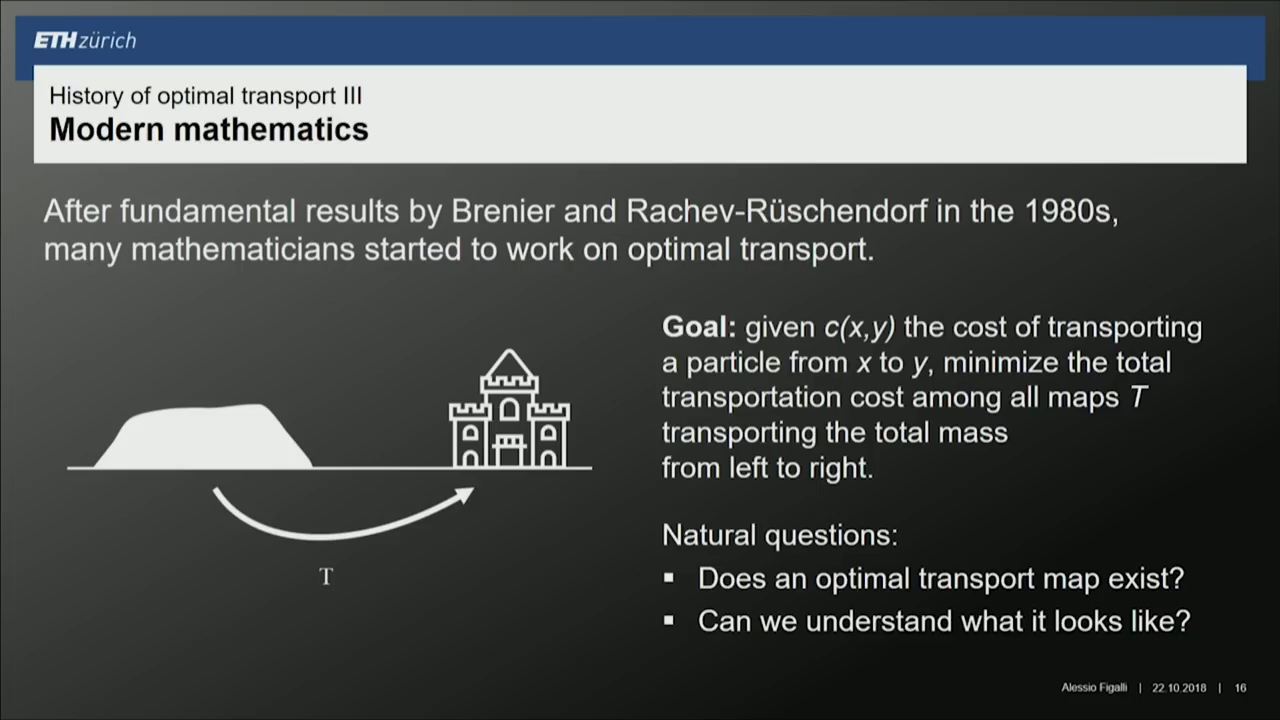 ETH zürich
History of optimal transport III
Modern mathematics
After fundamental results by Brenier and Rachev-Rüschendorf in the 1980s,
many mathematicians started to work on optimal transport.
Goal: given c(x,y) the cost of transporting
a particle from x to y, minimize the total
transportation cost among all maps T
transporting the total mass
from left to right.
T
Natural questions:
▪ Does an optimal transport map exist?
▪ Can we understand what it looks like?
Alessio Figalli | 22.10.2018 | 16